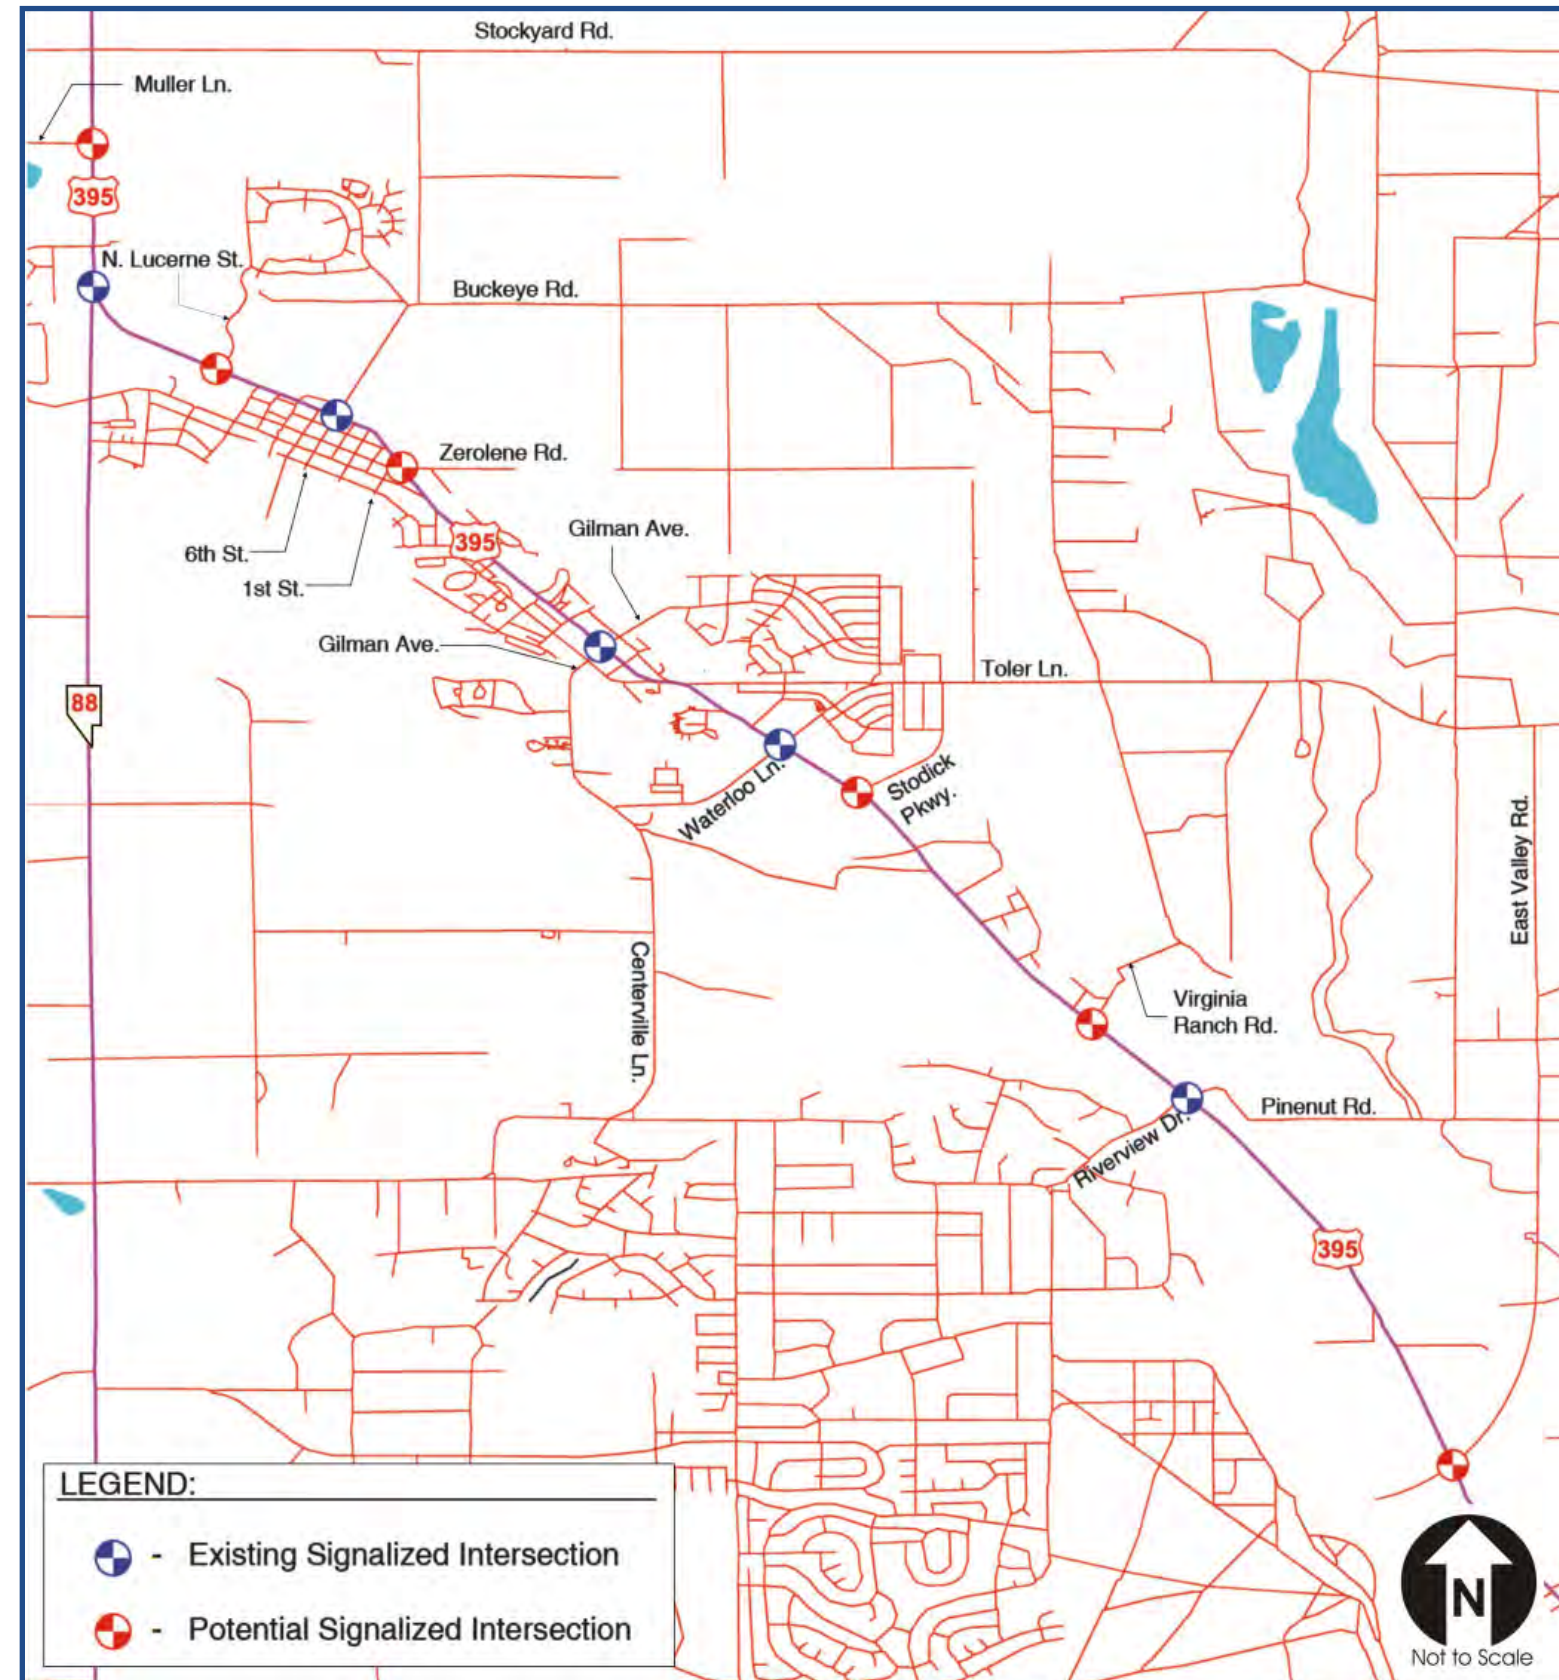 Stockyard Rd.
Muller Ln.
395
N. Lucerne St.
Buckeye Rd.
Zerolene Rd.
Gilman Ave.
395
6th St.
1st St.
Gilman Ave.
Toler Ln.
88
Stodick
Pkwy.
Waterloo Ln.
East Valley Rd.
Centerville Ln.
Virginia
Ranch Rd.
Pinenut Rd.
Riverview Dr.
395
LEGEND:
- Existing Signalized Intersection
- Potential Signalized Intersection
N
Not to Scale